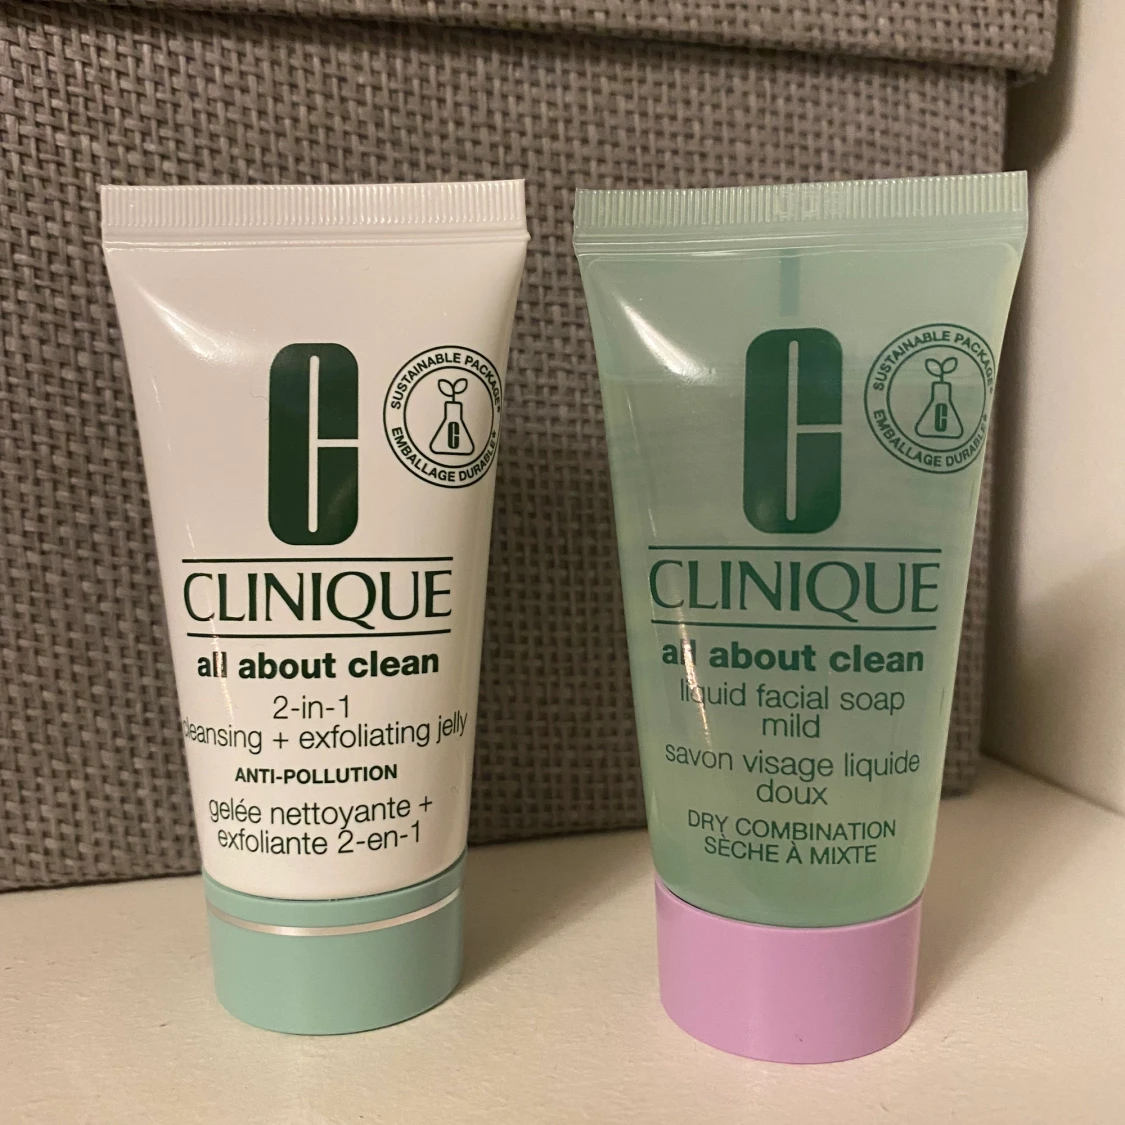 SUSTAINABLE PACKAGE*
EMBALLAGE DURABLE*
C
CLINIQUE
all about clean
2-in-1
cleansing + exfoliating jelly
ANTI-POLLUTION
gelée nettoyante +
exfoliante 2-en-1
SUSTAINABLE PACKAGE*
EMBALLAGE DURABLE*
C
CLINIQUE
all about clean
liquid facial soap
mild
savon visage liquide
doux
DRY COMBINATION
SÈCHE À MIXTE